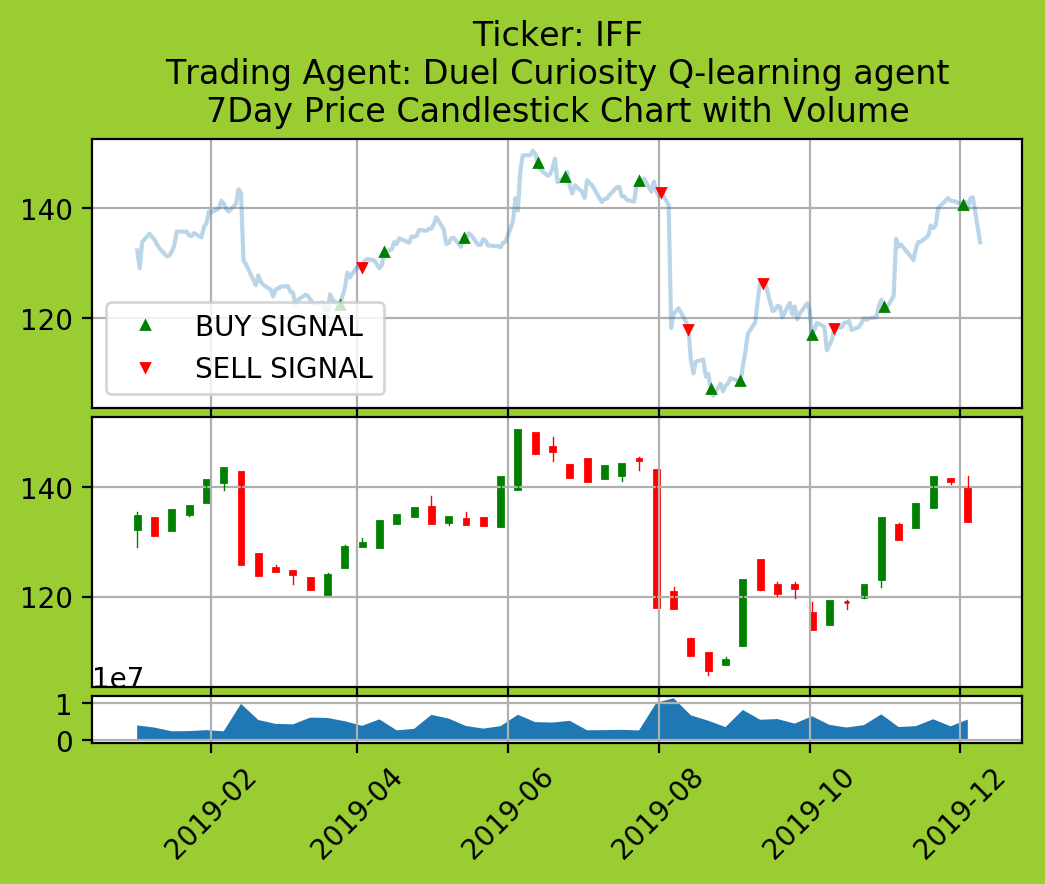 Ticker: IFF
Trading Agent: Duel Curiosity Q-learning agent
7Day Price Candlestick Chart with Volume
140
120
BUY SIGNAL
SELL SIGNAL
140
120
1e7
1
0
2019-02
2019-04
2019-06
2019-08
2019-10
2019-12